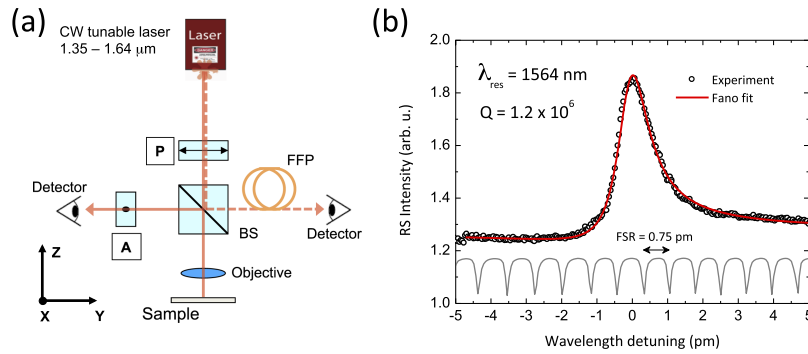 (a)
CW tunable laser
1.35 – 1.64 μm
Laser
P
FFP
Detector
BS
Detector
A
Z
Objective
X
Y
Sample
(b)
RS Intensity (arb. u.)
2.0
1.8
1.6
1.4
1.2
1.0
λres = 1564 nm
Q = 1.2 x 10⁶
Experiment
Fano fit
FSR = 0.75 pm
-5 -4 -3 -2 -1 0 1 2 3 4 5
Wavelength detuning (pm)